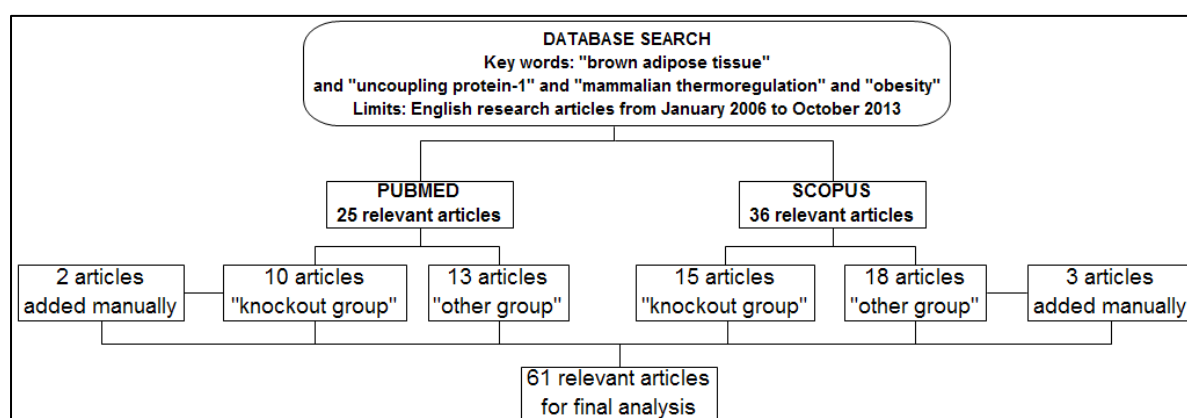 DATABASE SEARCH
Key words: "brown adipose tissue"
and "uncoupling protein-1" and "mammalian thermoregulation" and "obesity"
Limits: English research articles from January 2006 to October 2013
PUBMED
25 relevant articles
SCOPUS
36 relevant articles
2 articles
added manually
10 articles
"knockout group"
13 articles
"other group"
15 articles
"knockout group"
18 articles
"other group"
3 articles
added manually
61 relevant articles
for final analysis